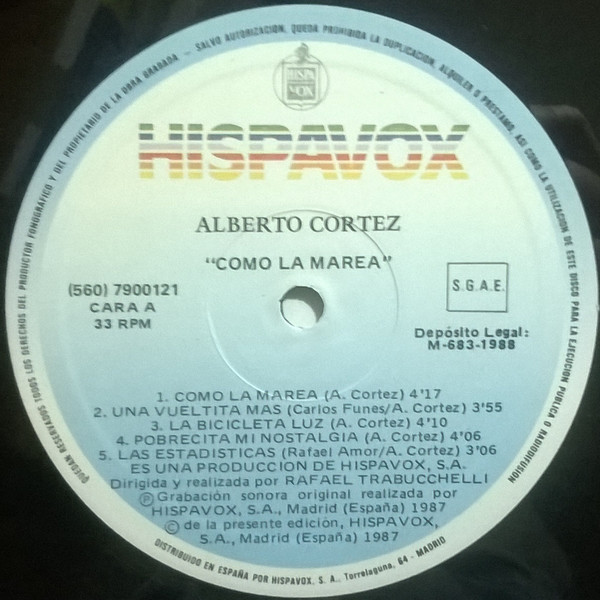 QUEDAN RESERVADOS TODOS LOS DERECHOS DEL PRODUCTOR FONOGRAFICO Y DEL PROPIETARIO DE LA OBRA GRABADA - SALVO AUTORIZACION, QUEDA PROHIBIDA LA DUPLICACION, ALQUILER O PRESTAMO, ASI COMO LA UTILIZACION DE ESTE DISCO PARA LA EJECUCION PUBLICA O RADIODIFUSION
HISPA
VOX
HISPAVOX
ALBERTO CORTEZ
"COMO LA MAREA"
(560) 7900121
CARA A
33 RPM
S.G.A.E.
Depósito Legal:
M-683-1988
1. COMO LA MAREA (A. Cortez) 4'17
2. UNA VUELTITA MAS (Carlos Funes/A. Cortez) 3'55
3. LA BICICLETA LUZ (A. Cortez) 4'10
4. POBRECITA MI NOSTALGIA (A. Cortez) 4'06
5. LAS ESTADISTICAS (Rafael Amor/A. Cortez) 3'06
ES UNA PRODUCCION DE HISPAVOX, S.A.
Dirigida y realizada por RAFAEL TRABUCCHELLI
Ⓟ Grabación sonora original realizada por
HISPAVOX, S.A., Madrid (España) 1987
© de la presente edición, HISPAVOX,
S.A., Madrid (España) 1987
DISTRIBUIDO EN ESPAÑA POR HISPAVOX, S. A., Torrelaguna, 64 - MADRID